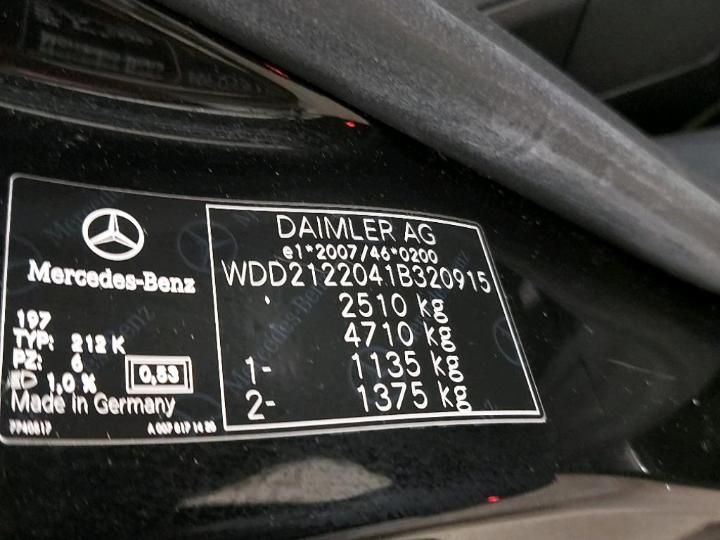 Mercedes-Benz
197
TYP: 212 K
PZ: 6
1,0 %
0,53
Made in Germany
DAIMLER AG
e1*2007/46*0200
WDD2122041B320915
2510 kg
4710 kg
1- 1135 kg
2- 1375 kg